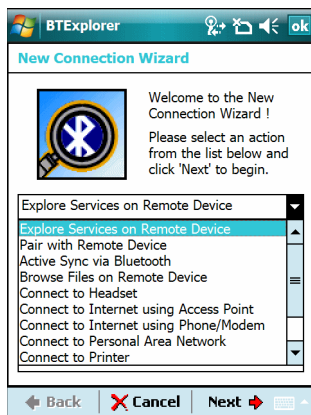 BTExplorer
ok
New Connection Wizard
Welcome to the New
Connection Wizard !
Please select an action
from the list below and
click 'Next' to begin.
Explore Services on Remote Device
Explore Services on Remote Device
Pair with Remote Device
Active Sync via Bluetooth
Browse Files on Remote Device
Connect to Headset
Connect to Internet using Access Point
Connect to Internet using Phone/Modem
Connect to Personal Area Network
Connect to Printer
Back
Cancel
Next